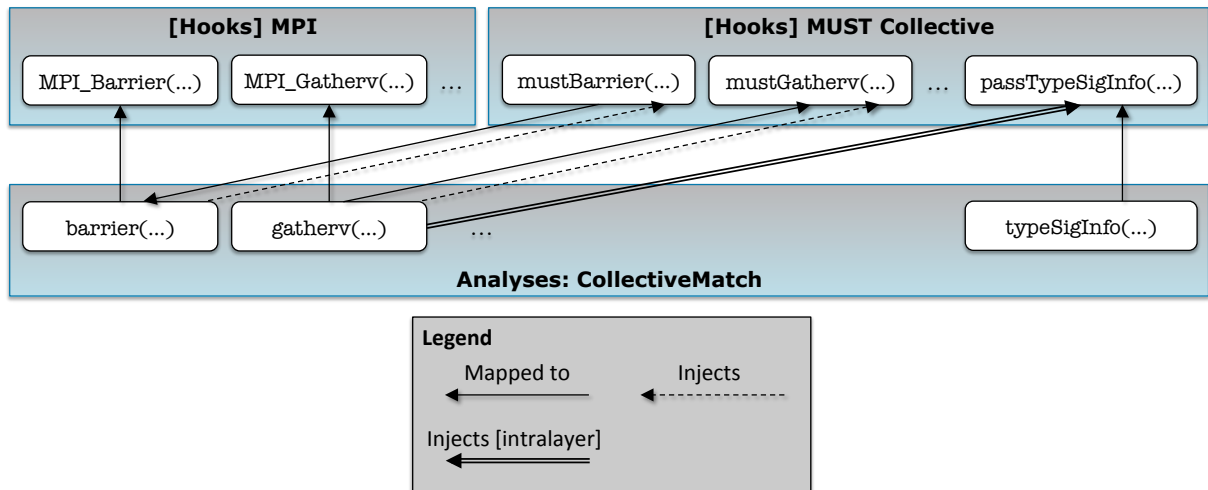 [Hooks] MPI
[Hooks] MUST Collective
MPI_Barrier(...)
MPI_Gatherv(...)
...
mustBarrier(...)
mustGatherv(...)
...
passTypeSigInfo(...)
barrier(...)
gatherv(...)
...
typeSigInfo(...)
Analyses: CollectiveMatch
Legend
Mapped to
Injects
Injects [intralayer]